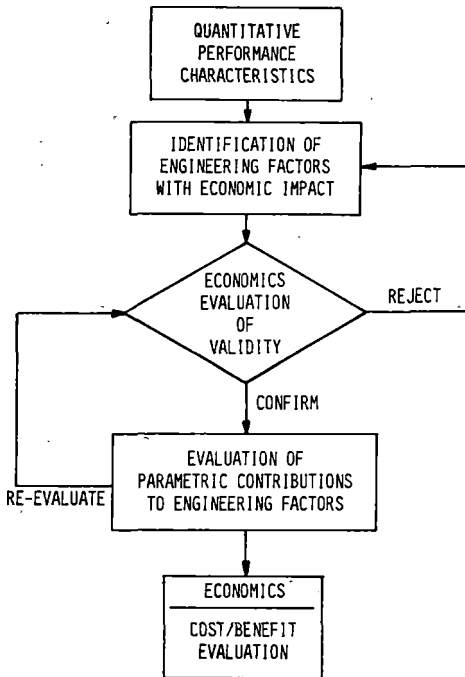 QUANTITATIVE
PERFORMANCE
CHARACTERISTICS
IDENTIFICATION OF
ENGINEERING FACTORS
WITH ECONOMIC IMPACT
ECONOMICS
EVALUATION
OF
VALIDITY
REJECT
CONFIRM
EVALUATION OF
PARAMETRIC CONTRIBUTIONS
TO ENGINEERING FACTORS
RE-EVALUATE
ECONOMICS
COST/BENEFIT
EVALUATION